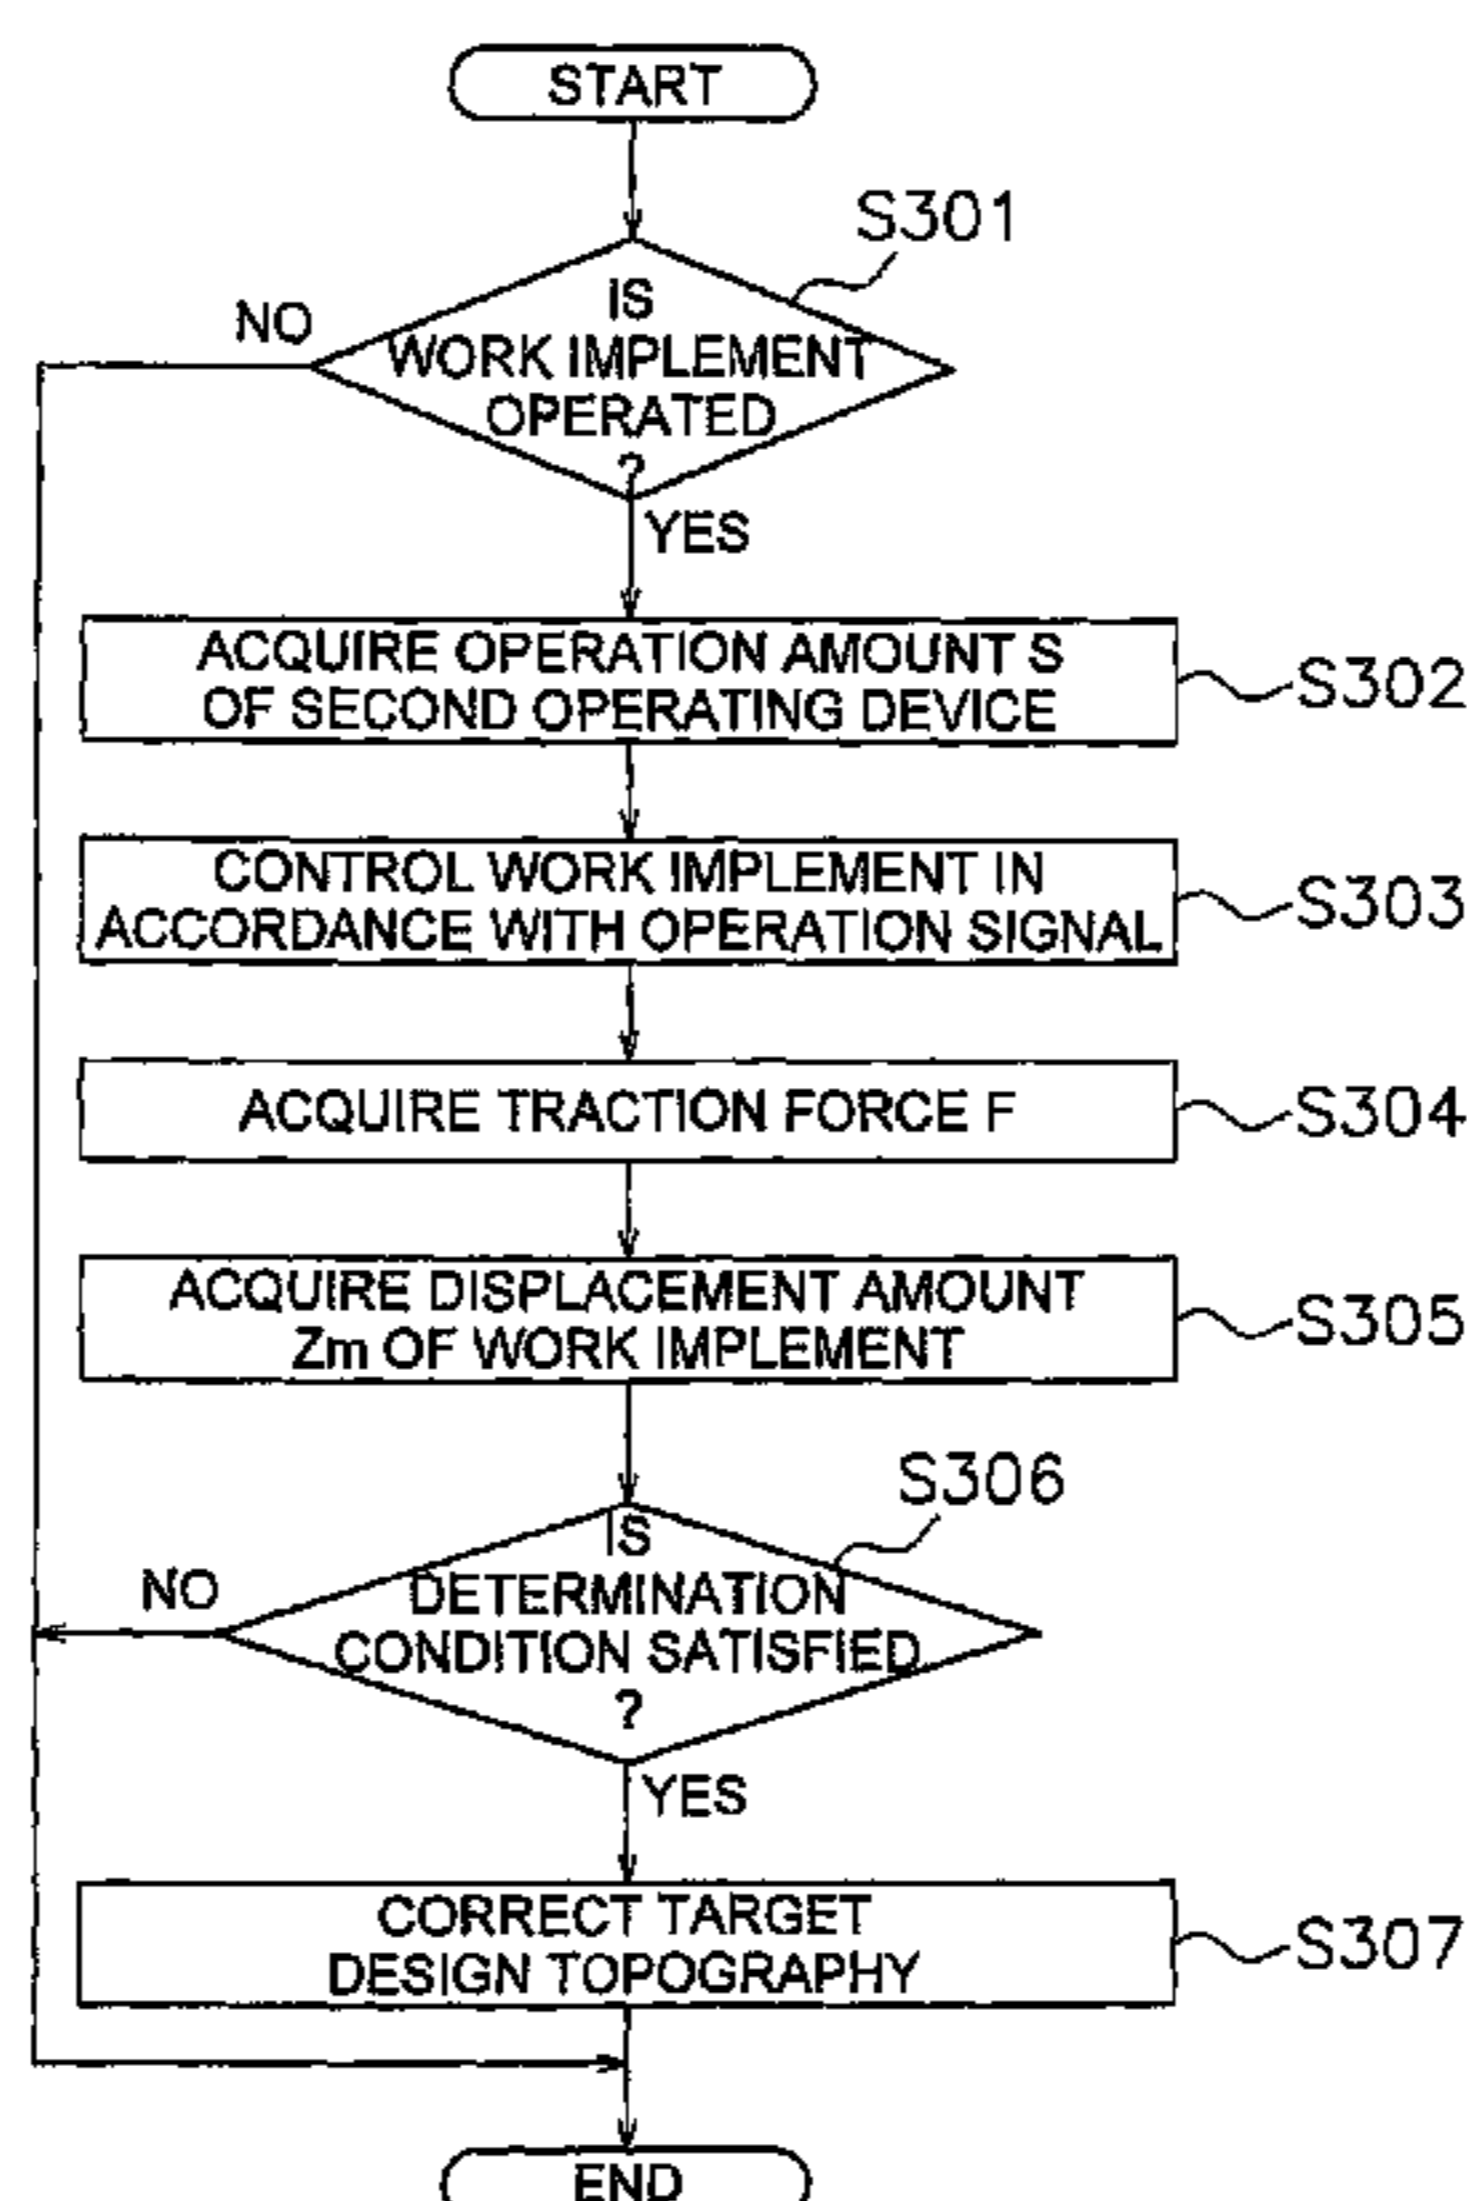 START
S301
IS
WORK IMPLEMENT
OPERATED
?
NO
YES
ACQUIRE OPERATION AMOUNT S
OF SECOND OPERATING DEVICE
S302
CONTROL WORK IMPLEMENT IN
ACCORDANCE WITH OPERATION SIGNAL
S303
ACQUIRE TRACTION FORCE F
S304
ACQUIRE DISPLACEMENT AMOUNT
Zm OF WORK IMPLEMENT
S305
S306
IS
DETERMINATION
CONDITION SATISFIED
?
NO
YES
CORRECT TARGET
DESIGN TOPOGRAPHY
S307
END